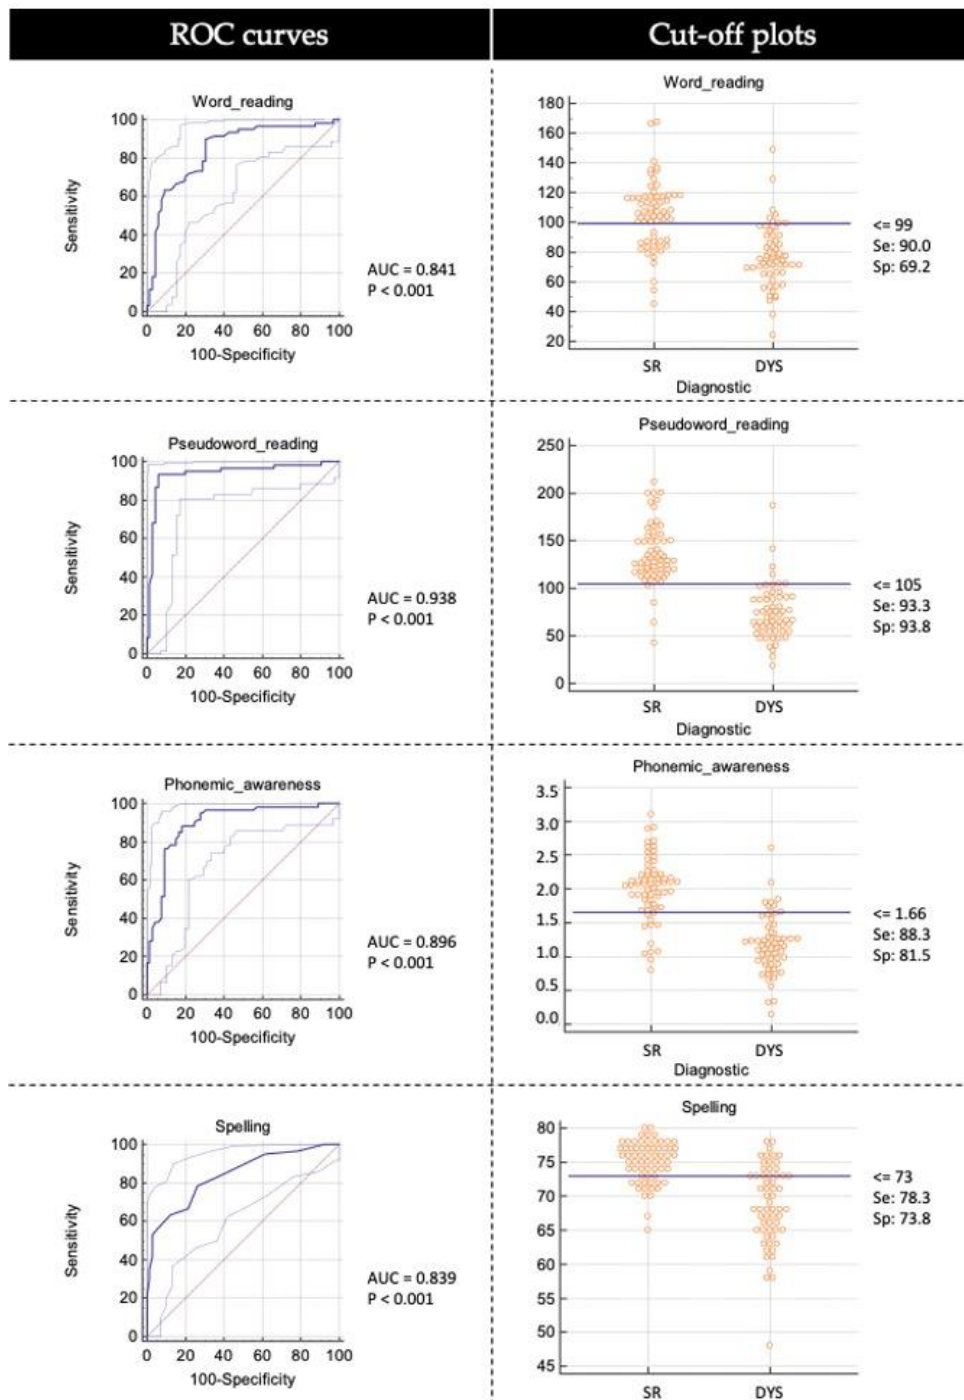 ROC curves
Cut-off plots
Word_reading
100
80
60
40
20
0
Sensitivity
0 20 40 60 80 100
100-Specificity
AUC = 0.841
P < 0.001
Word_reading
180
160
140
120
100
80
60
40
20
SR DYS
Diagnostic
<= 99
Se: 90.0
Sp: 69.2
Pseudoword_reading
100
80
60
40
20
0
Sensitivity
0 20 40 60 80 100
100-Specificity
AUC = 0.938
P < 0.001
Pseudoword_reading
250
200
150
100
50
0
SR DYS
Diagnostic
<= 105
Se: 93.3
Sp: 93.8
Phonemic_awareness
100
80
60
40
20
0
Sensitivity
0 20 40 60 80 100
100-Specificity
AUC = 0.896
P < 0.001
Phonemic_awareness
3.5
3.0
2.5
2.0
1.5
1.0
0.5
0.0
SR DYS
Diagnostic
<= 1.66
Se: 88.3
Sp: 81.5
Spelling
100
80
60
40
20
0
Sensitivity
0 20 40 60 80 100
100-Specificity
AUC = 0.839
P < 0.001
Spelling
80
75
70
65
60
55
50
45
SR DYS
<= 73
Se: 78.3
Sp: 73.8